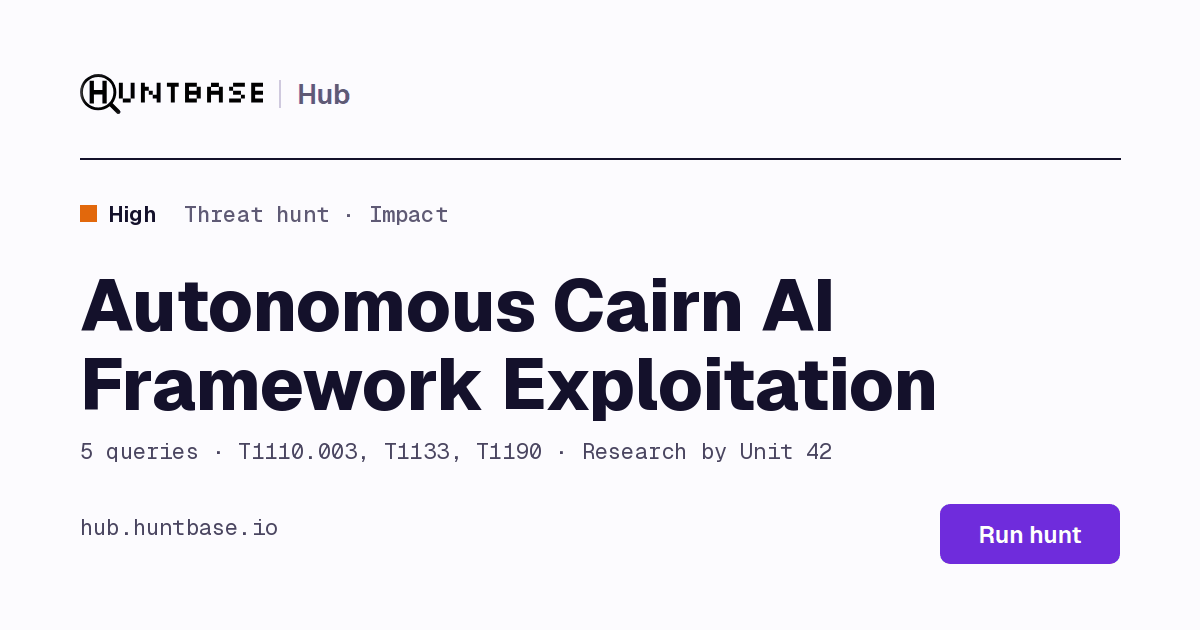 HUNTBASE | Hub
High Threat hunt · Impact
Autonomous Cairn AI
Framework Exploitation
5 queries · T1110.003, T1133, T1190 · Research by Unit 42
hub.huntbase.io
Run hunt